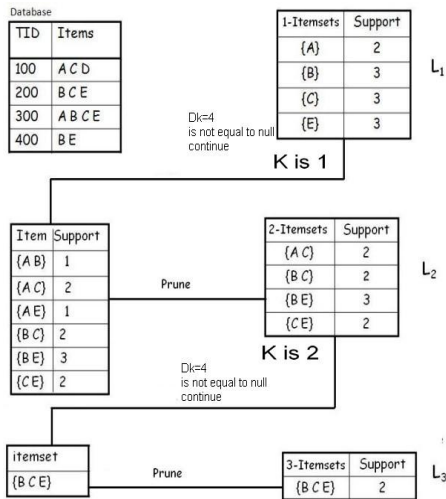 Database
TID Items
100 A C D
200 B C E
300 A B C E
400 B E
1-Itemsets Support
{A} 2
{B} 3
{C} 3
{E} 3
L1
Dk=4
is not equal to null
continue
K is 1
Item Support
{A B} 1
{A C} 2
{A E} 1
{B C} 2
{B E} 3
{C E} 2
Prune
2-Itemsets Support
{A C} 2
{B C} 2
{B E} 3
{C E} 2
L2
K is 2
Dk=4
is not equal to null
continue
itemset
{B C E}
Prune
3-Itemsets Support
{B C E} 2
L3